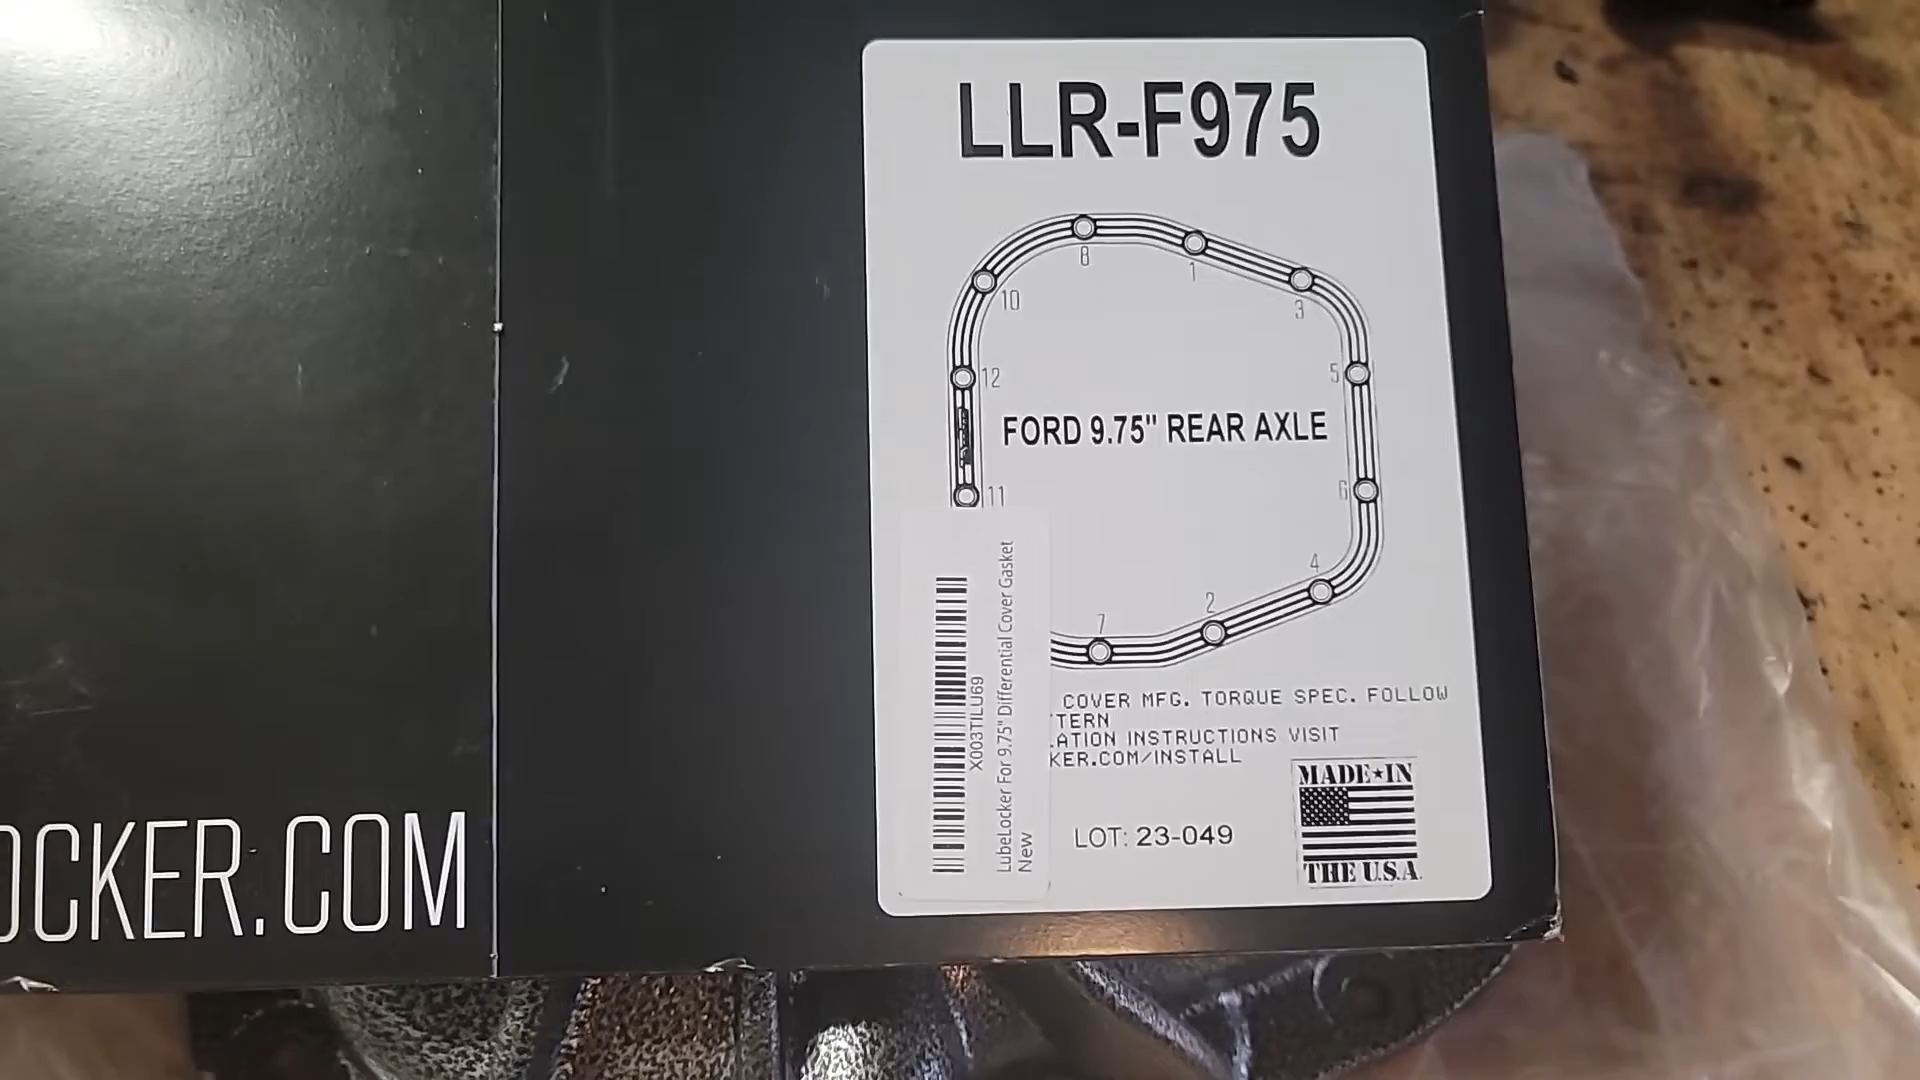 LLR-F975
8
1
10
3
12
5
FORD 9.75" REAR AXLE
11
6
4
2
7
COVER MFG. TORQUE SPEC. FOLLOW
TERN
ATION INSTRUCTIONS VISIT
KER.COM/INSTALL
X003TILU69
LubeLocker For 9.75" Differential Cover Gasket
New
LOT: 23-049
MADE★IN
THE U.S.A.
OCKER.COM